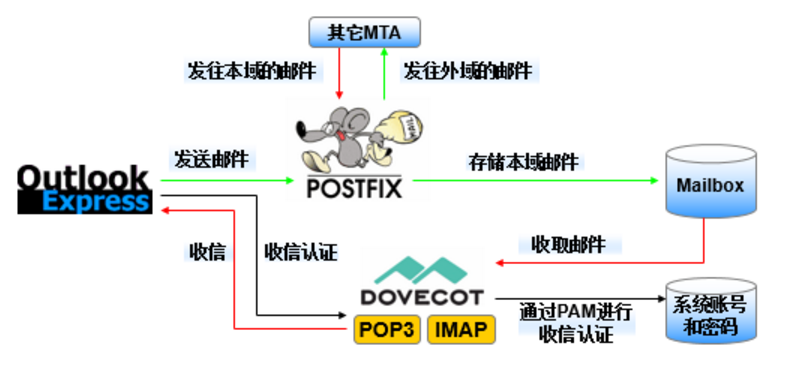 其它MTA
发往本域的邮件
发往外域的邮件
MAIL
发送邮件
POSTFIX
存储本域邮件
Outlook
Express
Mailbox
收信
收信认证
收取邮件
DOVECOT
POP3
IMAP
通过PAM进行
收信认证
系统账号
和密码